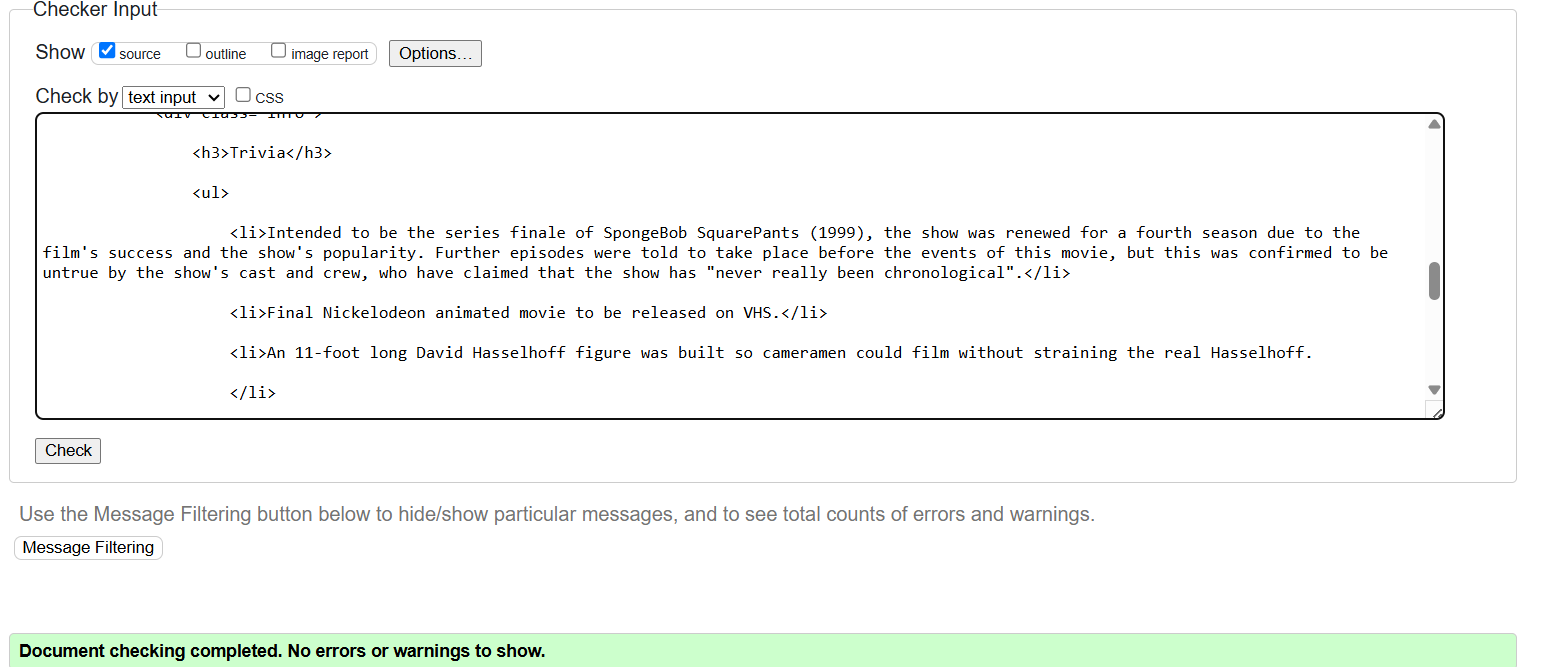 Checker Input
Show source outline image report Options...
Check by text input CSS
<div class="info">
<h3>Trivia</h3>
<ul>
<li>Intended to be the series finale of SpongeBob SquarePants (1999), the show was renewed for a fourth season due to the
film's success and the show's popularity. Further episodes were told to take place before the events of this movie, but this was confirmed to be
untrue by the show's cast and crew, who have claimed that the show has "never really been chronological".</li>
<li>Final Nickelodeon animated movie to be released on VHS.</li>
<li>An 11-foot long David Hasselhoff figure was built so cameramen could film without straining the real Hasselhoff.
</li>
Check
Use the Message Filtering button below to hide/show particular messages, and to see total counts of errors and warnings.
Message Filtering
Document checking completed. No errors or warnings to show.